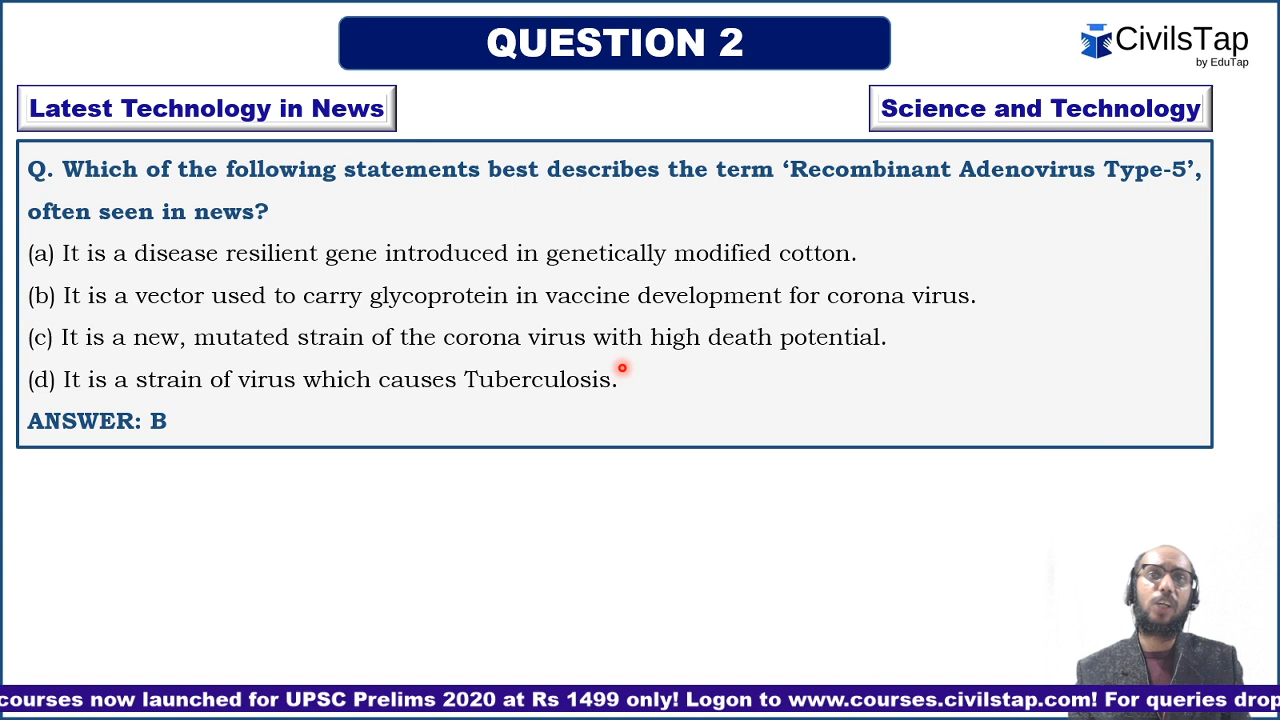 QUESTION 2
CivilsTap
by EduTap
Latest Technology in News
Science and Technology
Q. Which of the following statements best describes the term ‘Recombinant Adenovirus Type-5’,
often seen in news?
(a) It is a disease resilient gene introduced in genetically modified cotton.
(b) It is a vector used to carry glycoprotein in vaccine development for corona virus.
(c) It is a new, mutated strain of the corona virus with high death potential.
(d) It is a strain of virus which causes Tuberculosis.
ANSWER: B
courses now launched for UPSC Prelims 2020 at Rs 1499 only! Logon to www.courses.civilstap.com! For queries drop